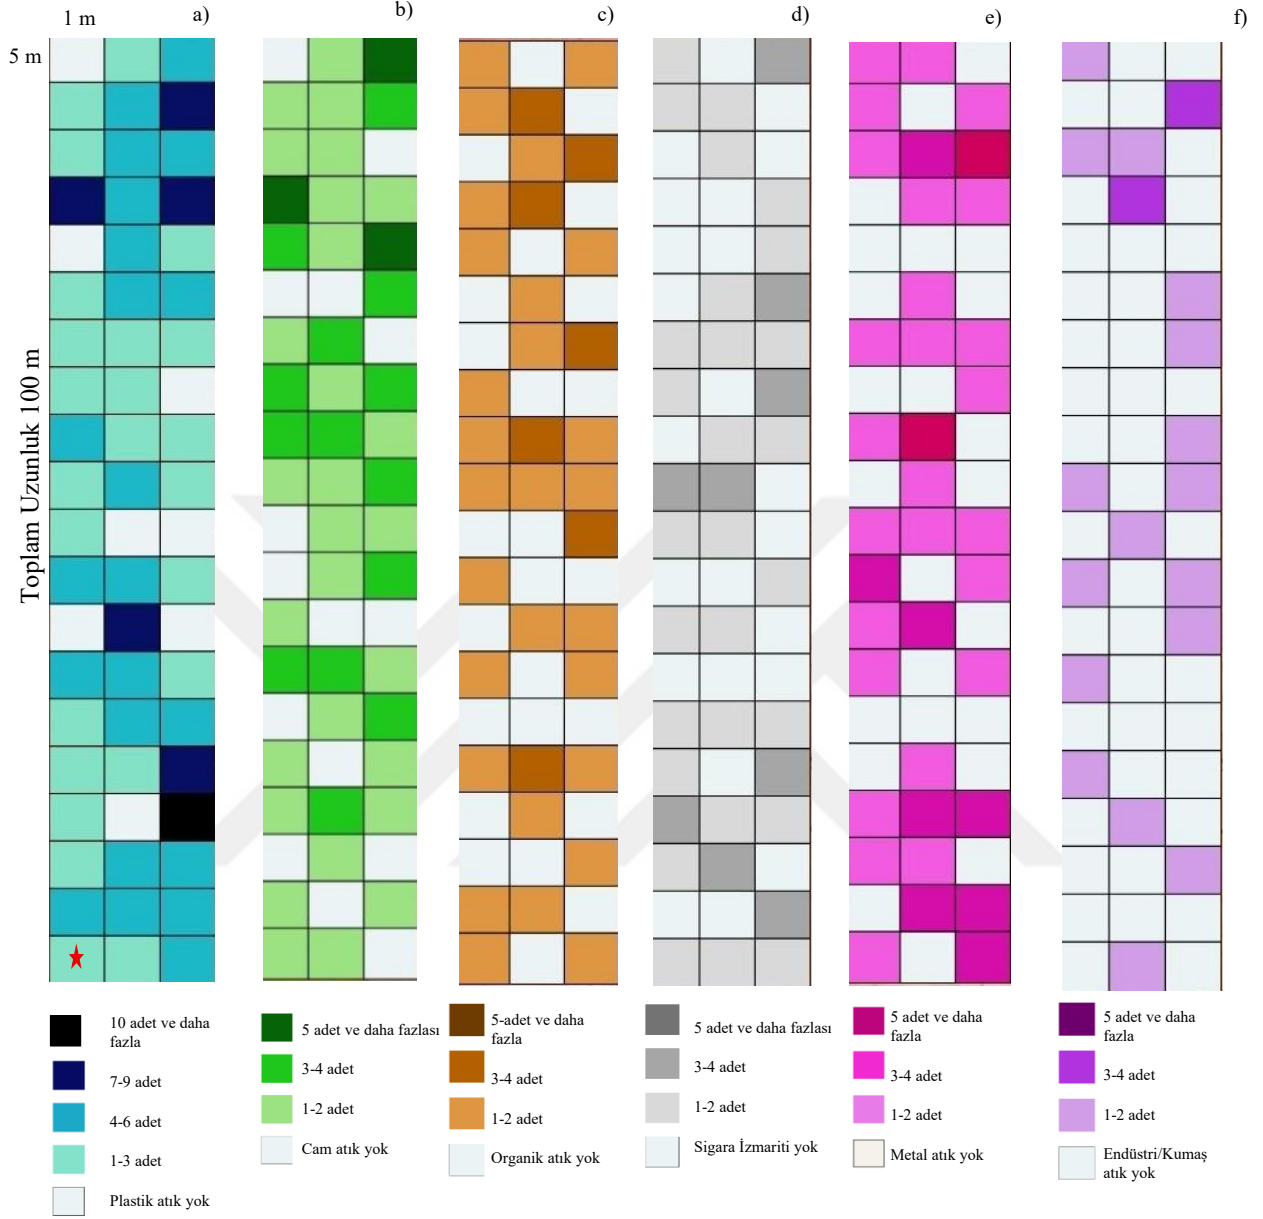 1 m
a)
b)
c)
d)
e)
f)
5 m
Toplam Uzunluk 100 m
10 adet ve daha
fazla
7-9 adet
4-6 adet
1-3 adet
Plastik atık yok
5 adet ve daha fazlası
3-4 adet
1-2 adet
Cam atık yok
5-adet ve daha
fazla
3-4 adet
1-2 adet
Organik atık yok
5 adet ve daha fazlası
3-4 adet
1-2 adet
Sigara İzmariti yok
5 adet ve daha
fazla
3-4 adet
1-2 adet
Metal atık yok
5 adet ve daha
fazla
3-4 adet
1-2 adet
Endüstri/Kumaş
atık yok